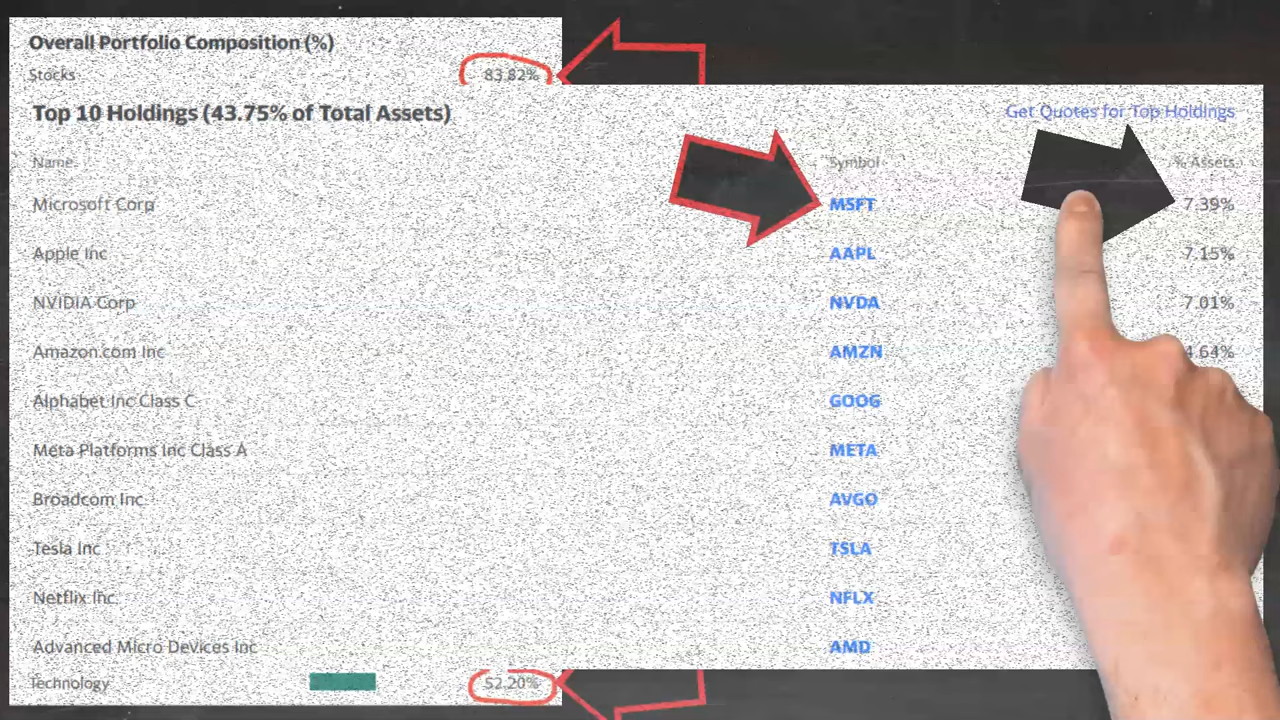 Overall Portfolio Composition (%)
Stocks 83.82%
Top 10 Holdings (43.75% of Total Assets) Get Quotes for Top Holdings
Name Symbol % Assets
Microsoft Corp MSFT 7.39%
Apple Inc AAPL 7.15%
NVIDIA Corp NVDA 7.01%
Amazon.com Inc AMZN 4.64%
Alphabet Inc Class C GOOG
Meta Platforms Inc Class A META
Broadcom Inc AVGO
Tesla Inc TSLA
Netflix Inc. NFLX
Advanced Micro Devices Inc AMD
Technology 52.20%